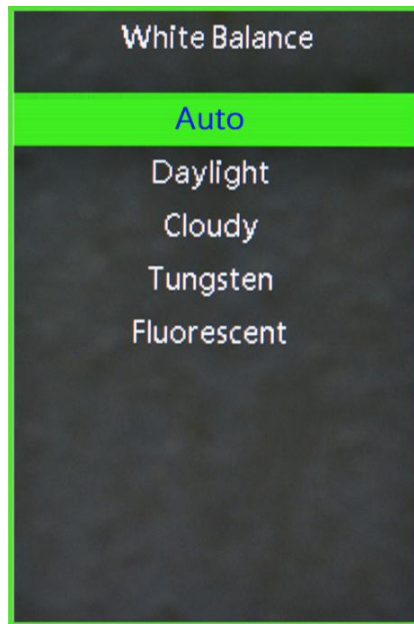 White Balance
Auto
Daylight
Cloudy
Tungsten
Fluorescent